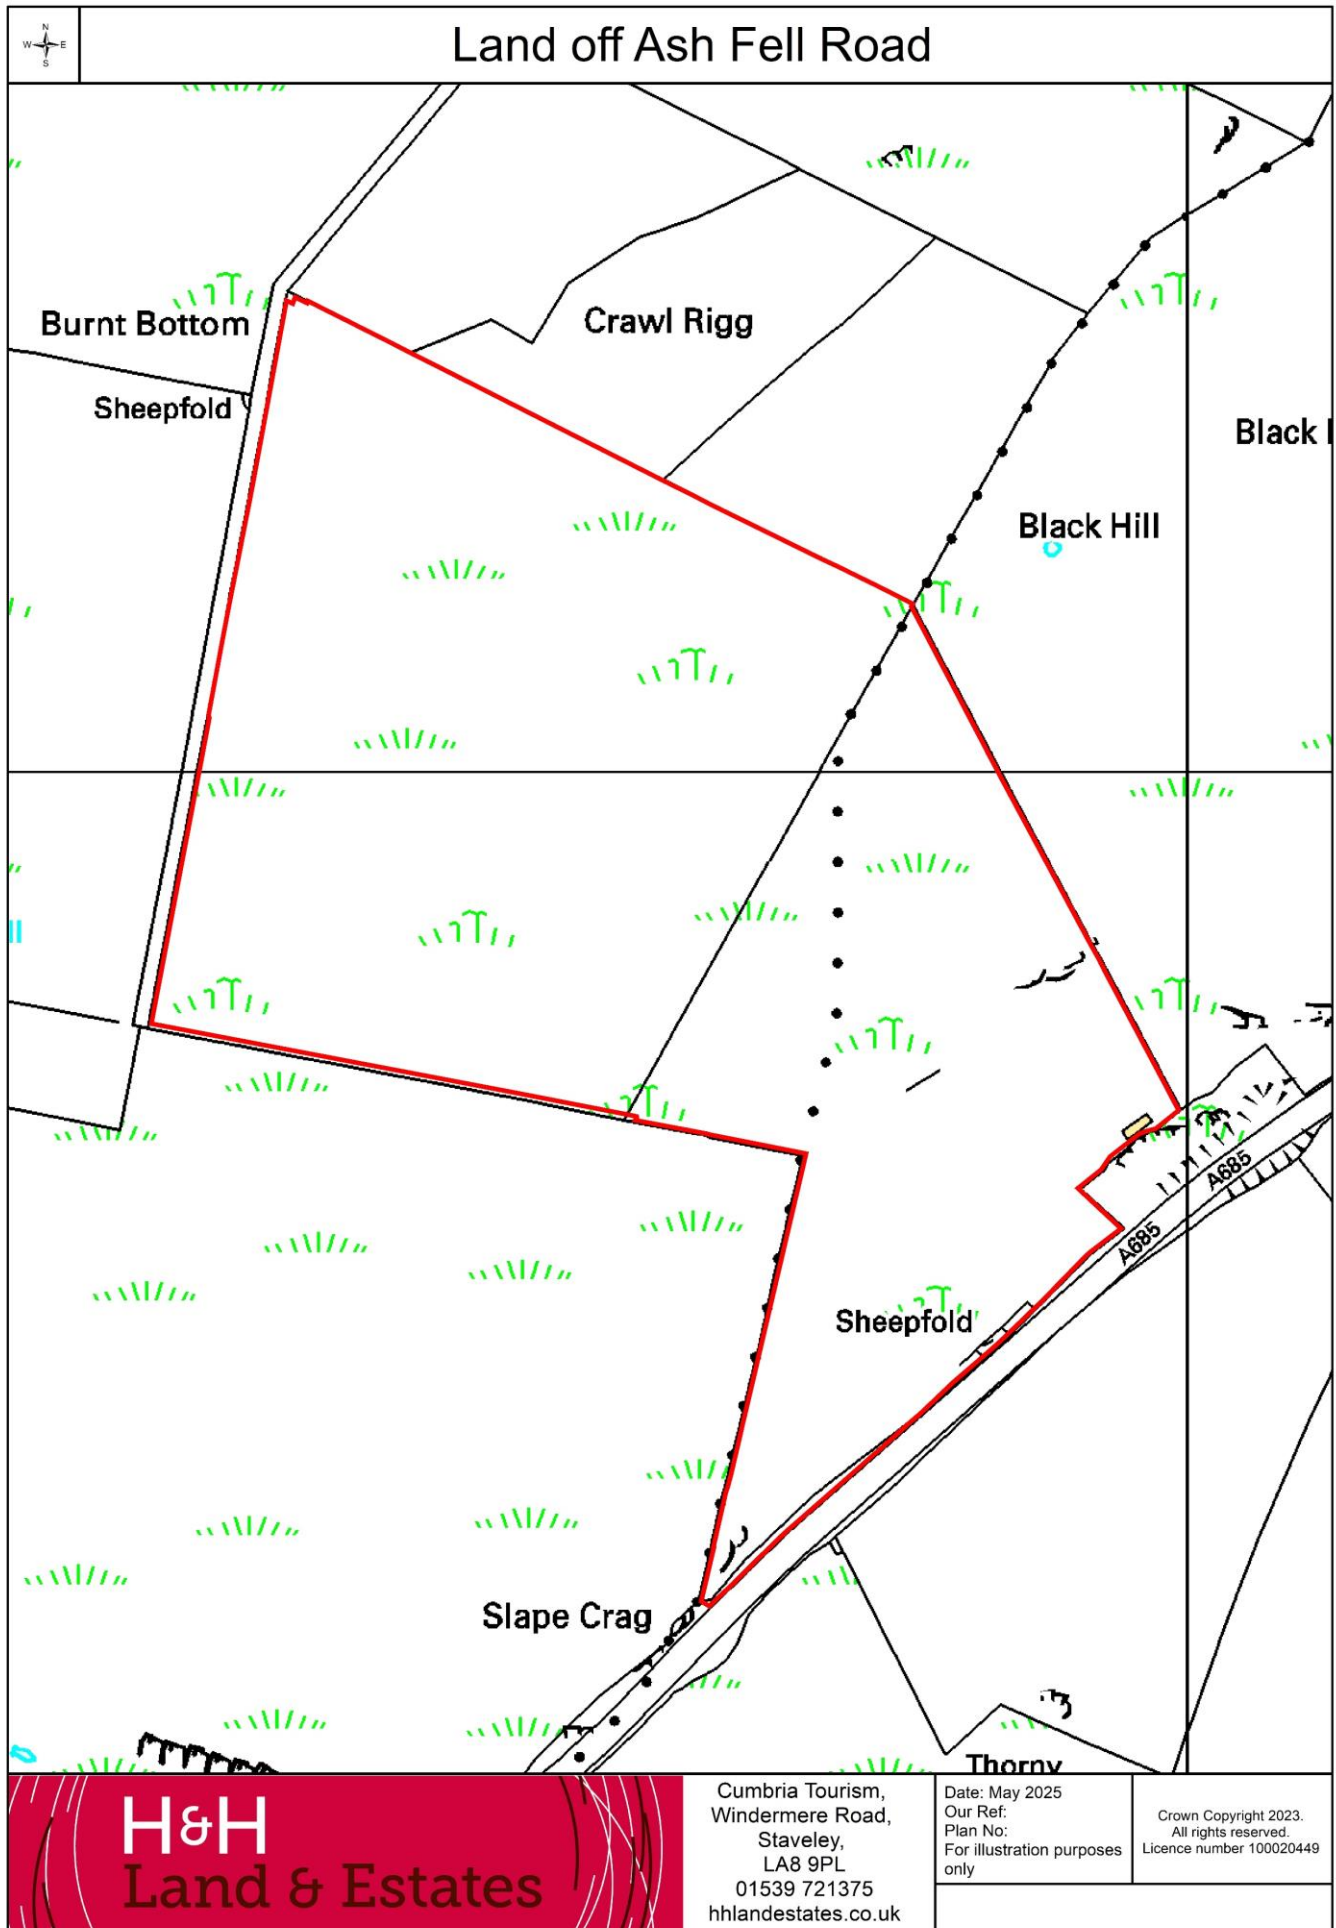 N
W E
S
Land off Ash Fell Road
Burnt Bottom
Crawl Rigg
Sheepfold
Black
Black Hill
A685
A685
Sheepfold
Slape Crag
Thorny
H&H
Land & Estates
Cumbria Tourism,
Windermere Road,
Staveley,
LA8 9PL
01539 721375
hhlandestates.co.uk
Date: May 2025
Our Ref:
Plan No:
For illustration purposes
only
Crown Copyright 2023.
All rights reserved.
Licence number 100020449